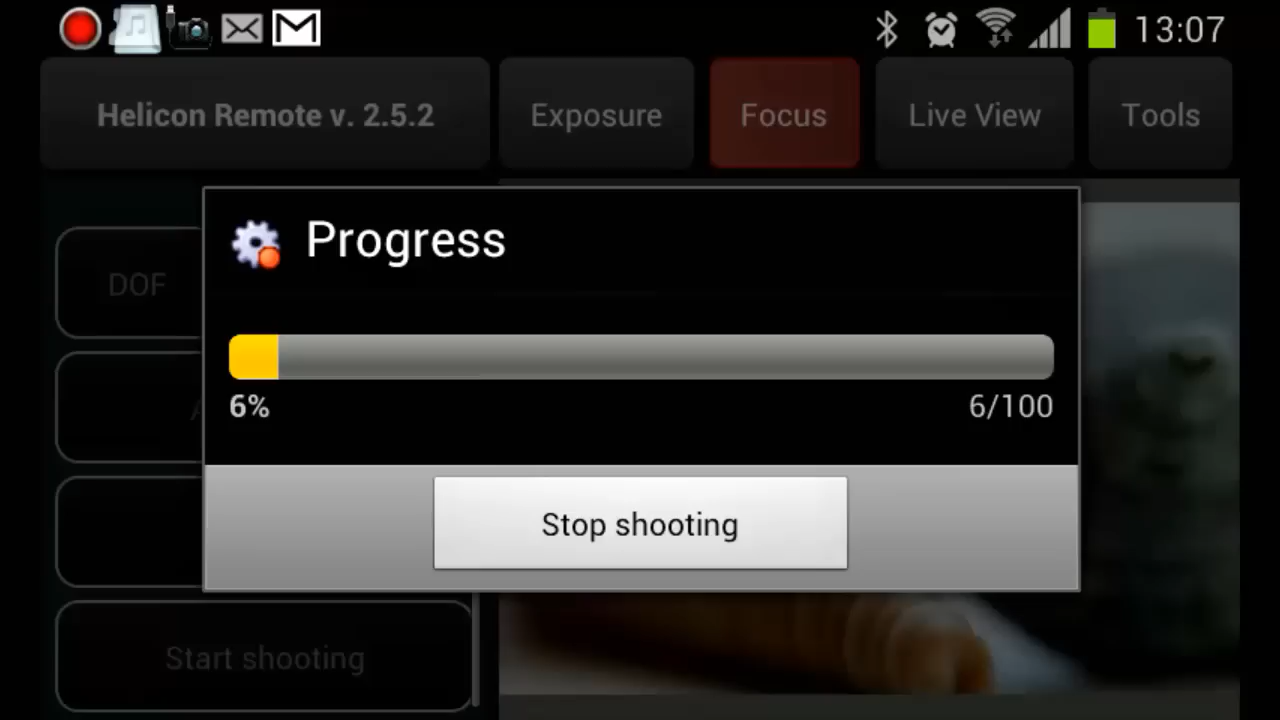 13:07
Helicon Remote v. 2.5.2
Exposure
Focus
Live View
Tools
Progress
DOF
6%
6/100
Stop shooting
Start shooting